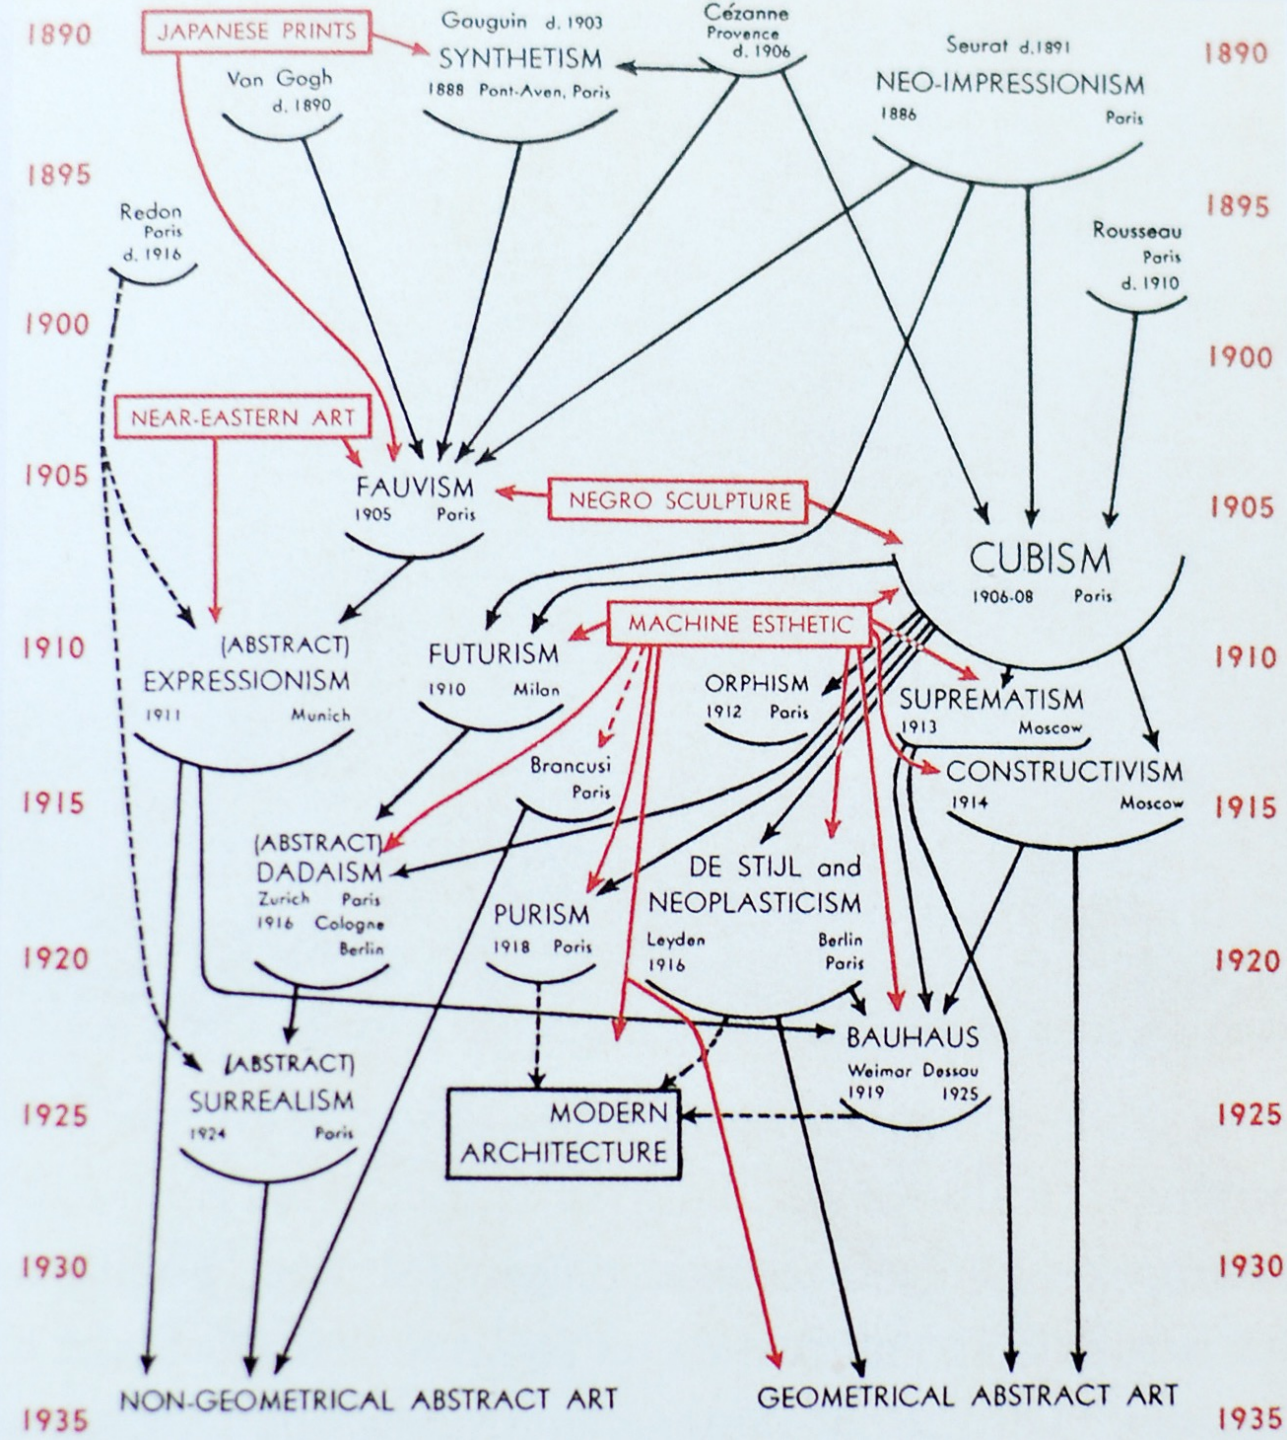 1890
JAPANESE PRINTS
Gauguin d. 1903
SYNTHETISM
1888 Pont-Aven, Paris
Cézanne
Provence
d. 1906
Seurat d.1891
NEO-IMPRESSIONISM
1886 Paris
1890
Van Gogh
d. 1890
1895
1895
Redon
Paris
d. 1916
Rousseau
Paris
d. 1910
1900
1900
NEAR-EASTERN ART
1905
FAUVISM
1905 Paris
NEGRO SCULPTURE
1905
CUBISM
1906-08 Paris
1910
(ABSTRACT)
EXPRESSIONISM
1911 Munich
FUTURISM
1910 Milan
MACHINE ESTHETIC
ORPHISM
1912 Paris
SUPREMATISM
1913 Moscow
1910
Brancusi
Paris
CONSTRUCTIVISM
1914 Moscow
1915
1915
(ABSTRACT)
DADAISM
Zurich Paris
1916 Cologne
Berlin
PURISM
1918 Paris
DE STIJL and
NEOPLASTICISM
Leyden Berlin
1916 Paris
1920
1920
BAUHAUS
Weimar Dessau
1919 1925
(ABSTRACT)
SURREALISM
1924 Paris
1925
MODERN
ARCHITECTURE
1925
1930
1930
NON-GEOMETRICAL ABSTRACT ART
GEOMETRICAL ABSTRACT ART
1935
1935